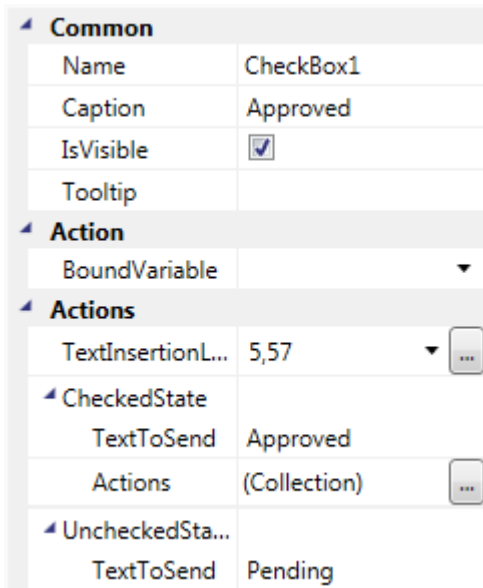 Common
Name CheckBox1
Caption Approved
IsVisible
Tooltip
Action
BoundVariable
Actions
TextInsertionL... 5,57 ...
CheckedState
TextToSend Approved
Actions (Collection) ...
UncheckedSta...
TextToSend Pending